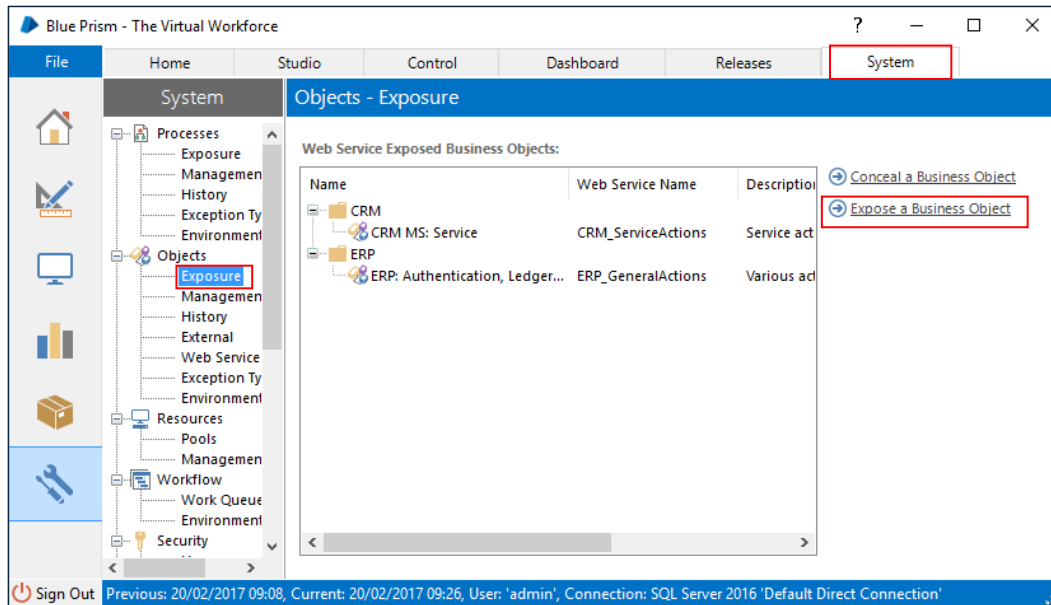 Blue Prism - The Virtual Workforce ?
File Home Studio Control Dashboard Releases System
System
Objects - Exposure
Processes
Exposure
Managemen
History
Exception Ty
Environment
Objects
Exposure
Managemen
History
External
Web Service
Exception Ty
Environment
Resources
Pools
Managemen
Workflow
Work Queue
Environment
Security
Web Service Exposed Business Objects:
Name Web Service Name Description
CRM
CRM MS: Service CRM_ServiceActions Service act
ERP
ERP: Authentication, Ledger... ERP_GeneralActions Various act
Conceal a Business Object
Expose a Business Object
Sign Out Previous: 20/02/2017 09:08, Current: 20/02/2017 09:26, User: 'admin', Connection: SQL Server 2016 'Default Direct Connection'